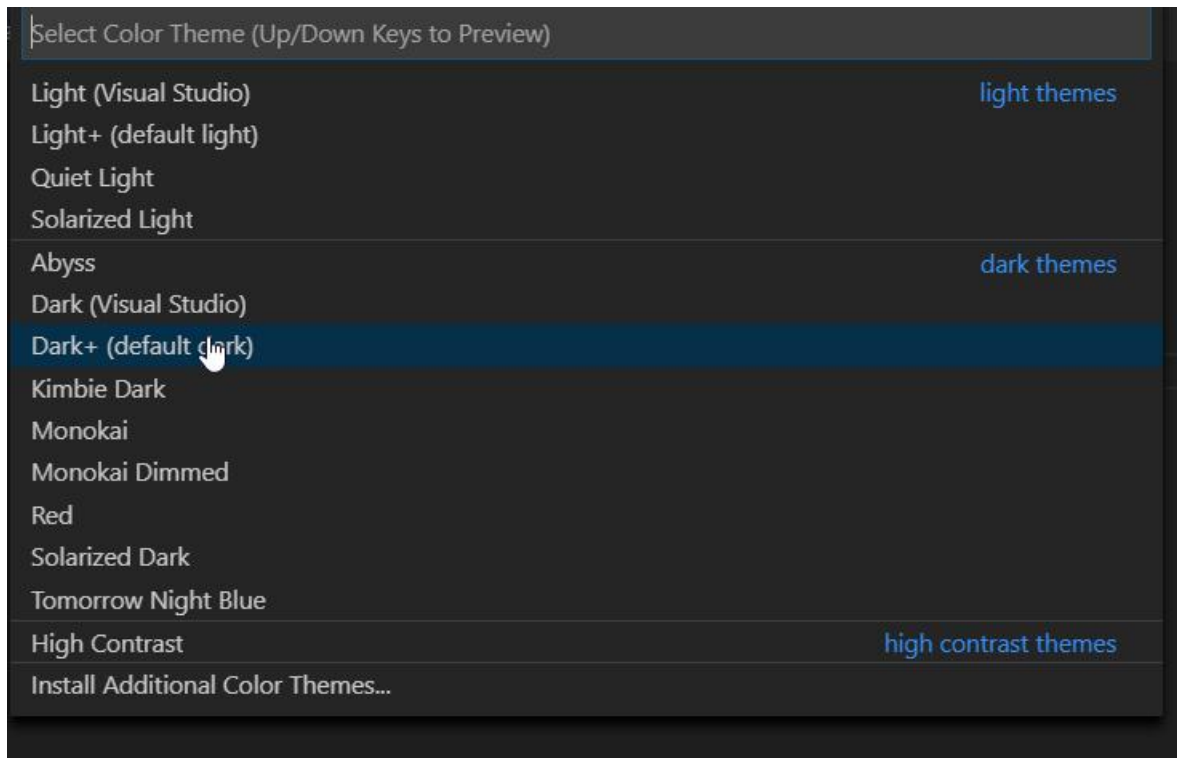 Select Color Theme (Up/Down Keys to Preview)
Light (Visual Studio) light themes
Light+ (default light)
Quiet Light
Solarized Light
Abyss dark themes
Dark (Visual Studio)
Dark+ (default dark)
Kimbie Dark
Monokai
Monokai Dimmed
Red
Solarized Dark
Tomorrow Night Blue
High Contrast high contrast themes
Install Additional Color Themes...